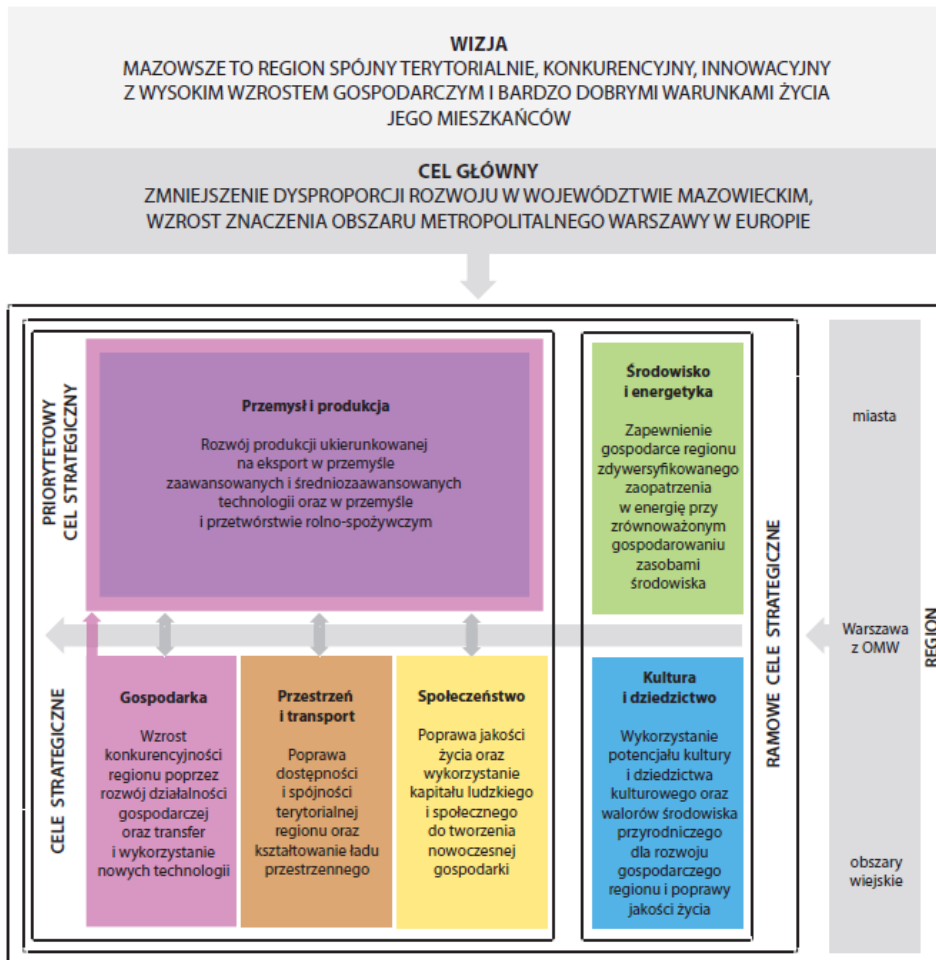 WIZJA
MAZOWSZE TO REGION SPÓJNY TERYTORIALNIE, KONKURENCYJNY, INNOWACYJNY
Z WYSOKIM WZROSTEM GOSPODARCZYM I BARDZO DOBRYMI WARUNKAMI ŻYCIA
JEGO MIESZKAŃCÓW
CEL GŁÓWNY
ZMNIEJSZENIE DYSPROPORCJI ROZWOJU W WOJEWÓDZTWIE MAZOWIECKIM,
WZROST ZNACZENIA OBSZARU METROPOLITALNEGO WARSZAWY W EUROPIE
PRIORYTETOWY
CEL STRATEGICZNY
Przemysł i produkcja
Rozwój produkcji ukierunkowanej
na eksport w przemyśle
zaawansowanych i średniozaawansowanych
technologii oraz w przemyśle
i przetwórstwie rolno-spożywczym
Środowisko
i energetyka
Zapewnienie
gospodarce regionu
zdywersyfikowanego
zaopatrzenia
w energię przy
zrównoważonym
gospodarowaniu
zasobami
środowiska
CELE STRATEGICZNE
Gospodarka
Wzrost
konkurencyjności
regionu poprzez
rozwój działalności
gospodarczej
oraz transfer
i wykorzystanie
nowych technologii
Przestrzeń
i transport
Poprawa
dostępności
i spójności
terytorialnej
regionu oraz
kształtowanie ładu
przestrzennego
Społeczeństwo
Poprawa jakości
życia oraz
wykorzystanie
kapitału ludzkiego
i społecznego
do tworzenia
nowoczesnej
gospodarki
Kultura
i dziedzictwo
Wykorzystanie
potencjału kultury
i dziedzictwa
kulturowego oraz
walorów środowiska
przyrodniczego
dla rozwoju
gospodarczego
regionu i poprawy
jakości życia
RAMOWE CELE STRATEGICZNE
miasta
Warszawa
z OMW
obszary
wiejskie
REGION